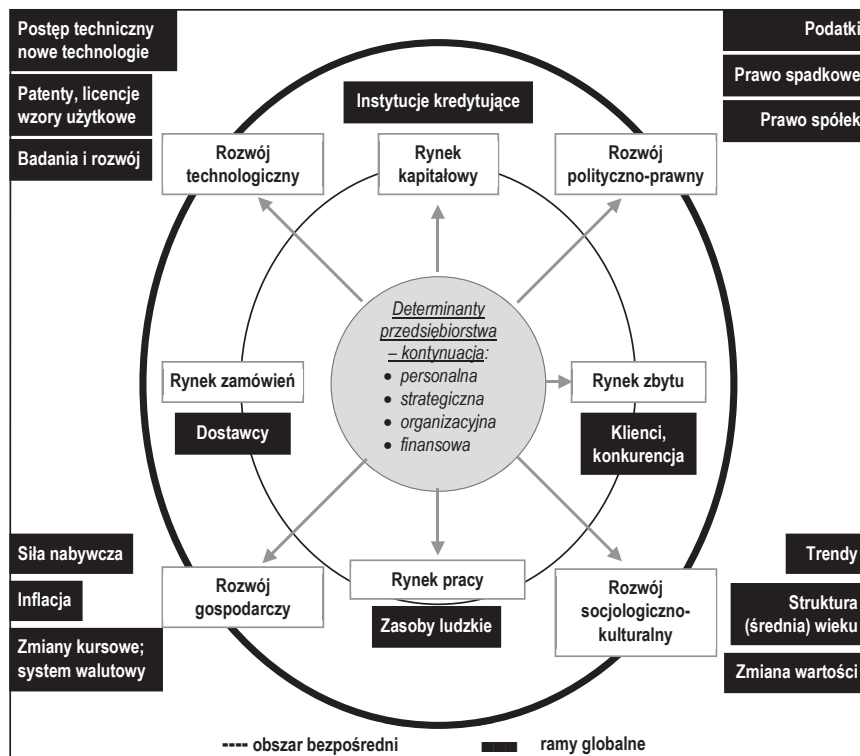 Postęp techniczny
nowe technologie
Patenty, licencje
wzory użytkowe
Badania i rozwój
Podatki
Prawo spadkowe
Prawo spółek
Instytucje kredytujące
Rozwój
technologiczny
Rynek
kapitałowy
Rozwój
polityczno-prawny
Determinanty
przedsiębiorstwa
– kontynuacja:
• personalna
• strategiczna
• organizacyjna
• finansowa
Rynek zamówień
Dostawcy
Rynek zbytu
Klienci,
konkurencja
Siła nabywcza
Inflacja
Zmiany kursowe;
system walutowy
Rozwój
gospodarczy
Rynek pracy
Zasoby ludzkie
Rozwój
socjologiczno-
kulturalny
Trendy
Struktura
(średnia) wieku
Zmiana wartości
---- obszar bezpośredni
ramy globalne